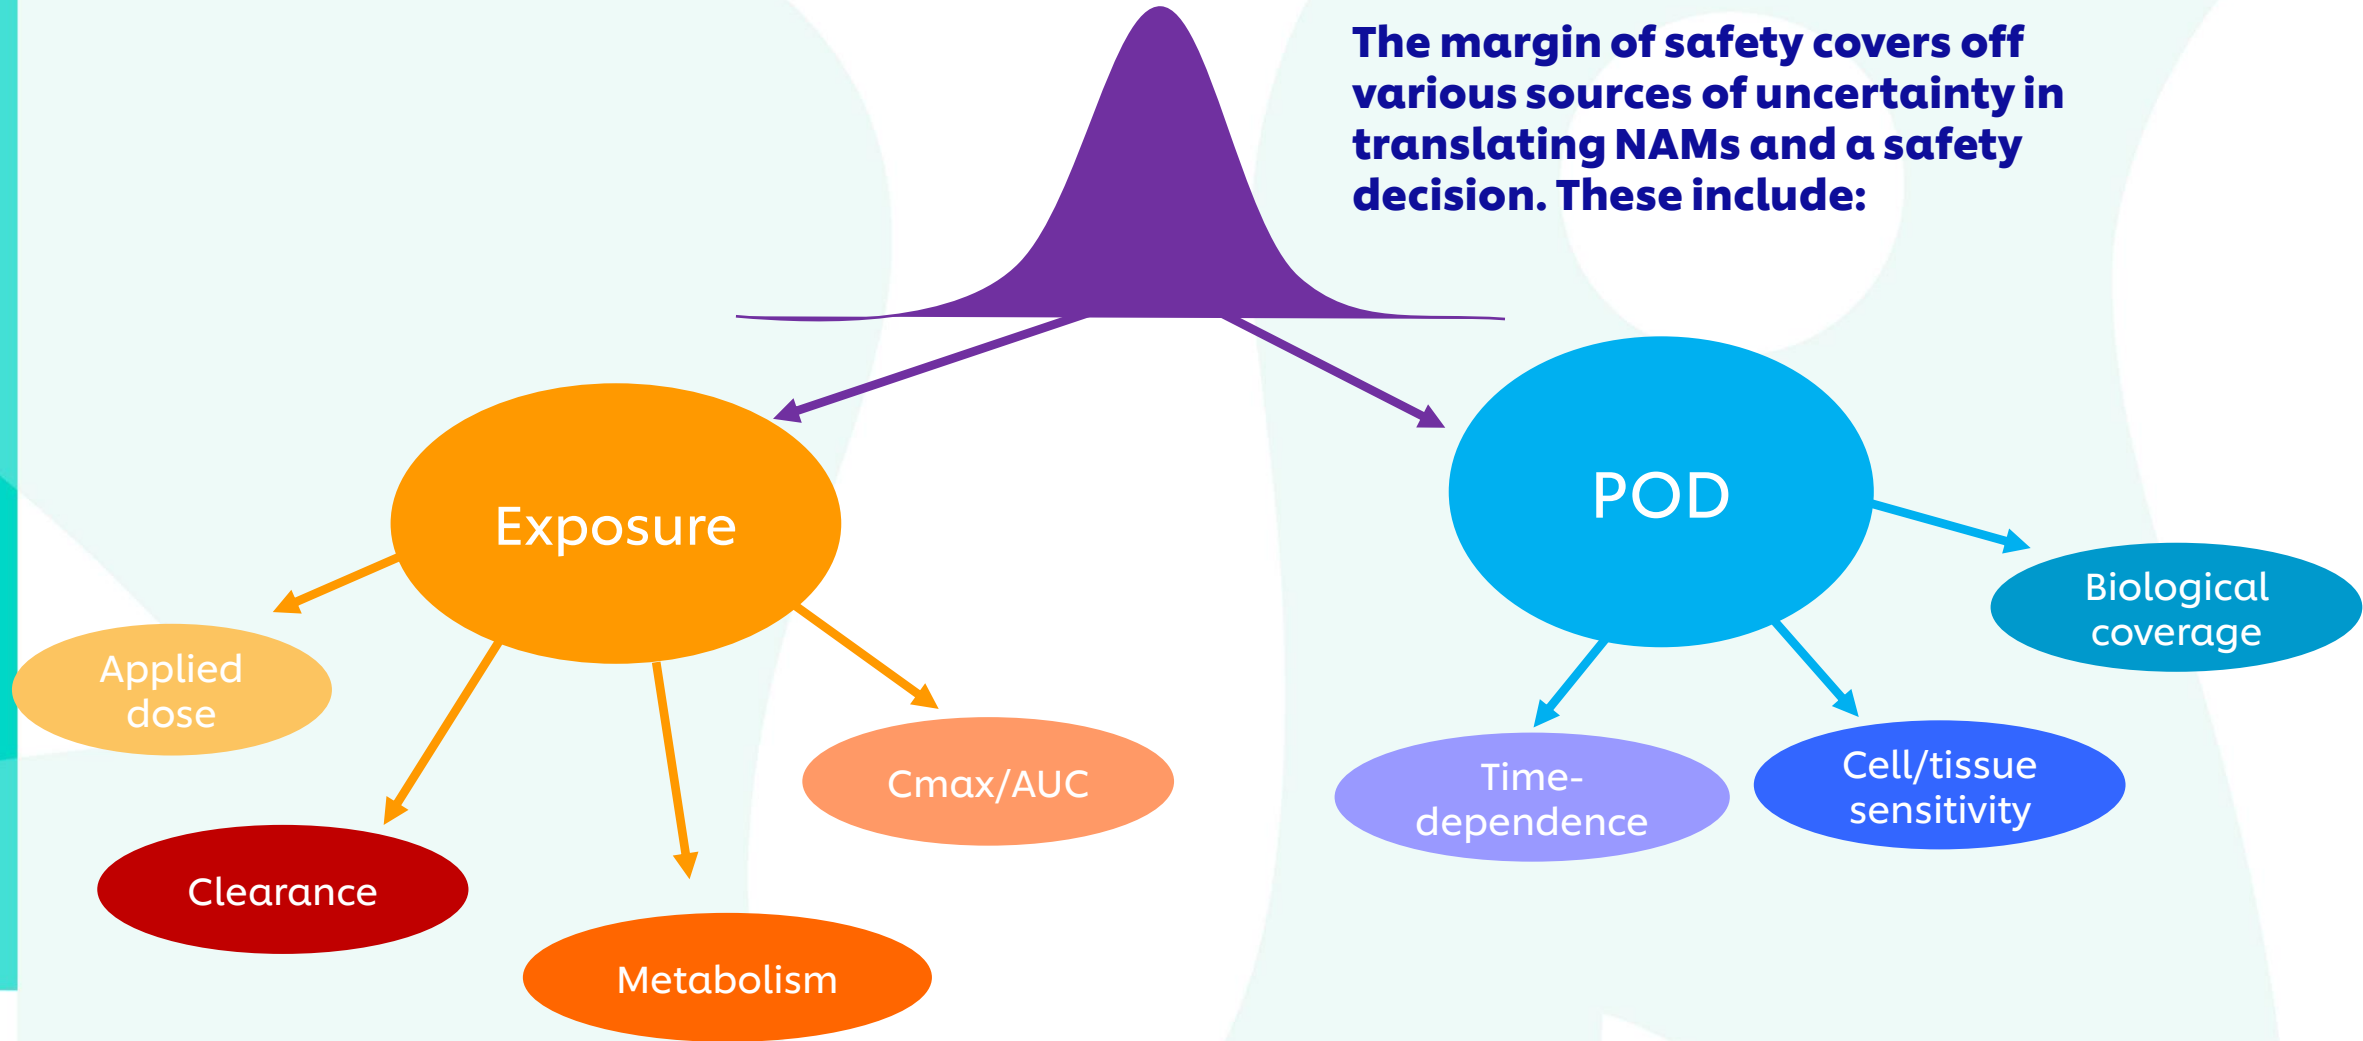 The margin of safety covers off
various sources of uncertainty in
translating NAMs and a safety
decision. These include:
Exposure
POD
Applied
dose
Clearance
Metabolism
Cmax/AUC
Time-
dependence
Cell/tissue
sensitivity
Biological
coverage